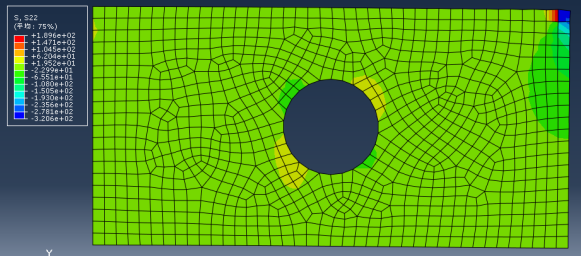 S, S22
(平均: 75%)
+1.896e+02
+1.471e+02
+1.045e+02
+6.204e+01
+1.952e+01
-2.299e+01
-6.551e+01
-1.080e+02
-1.505e+02
-1.930e+02
-2.356e+02
-2.781e+02
-3.206e+02
Y